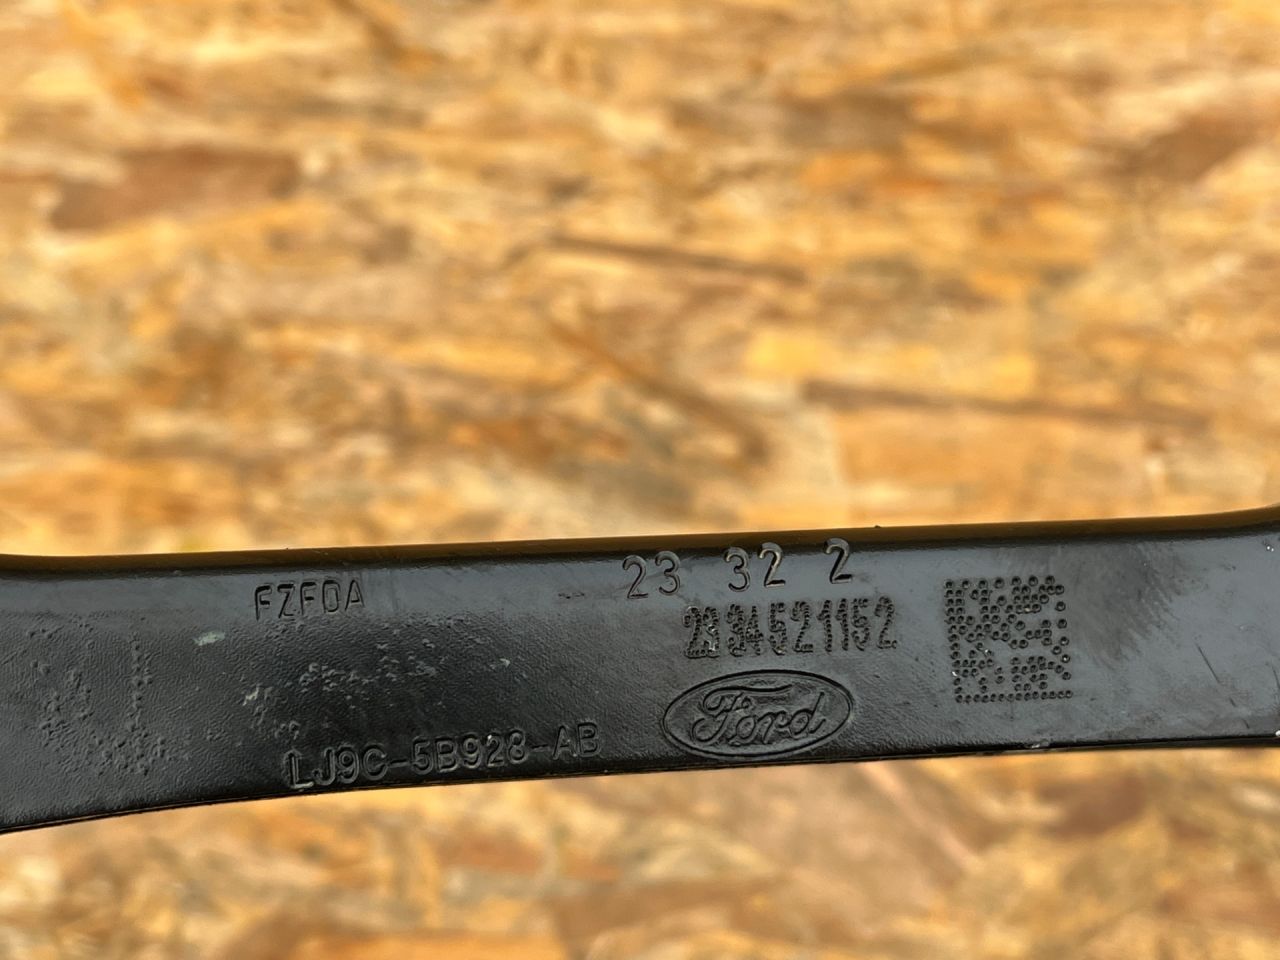 FZFDA
23 32 2
2334521152
Ford
LJ9C-5B928-AB